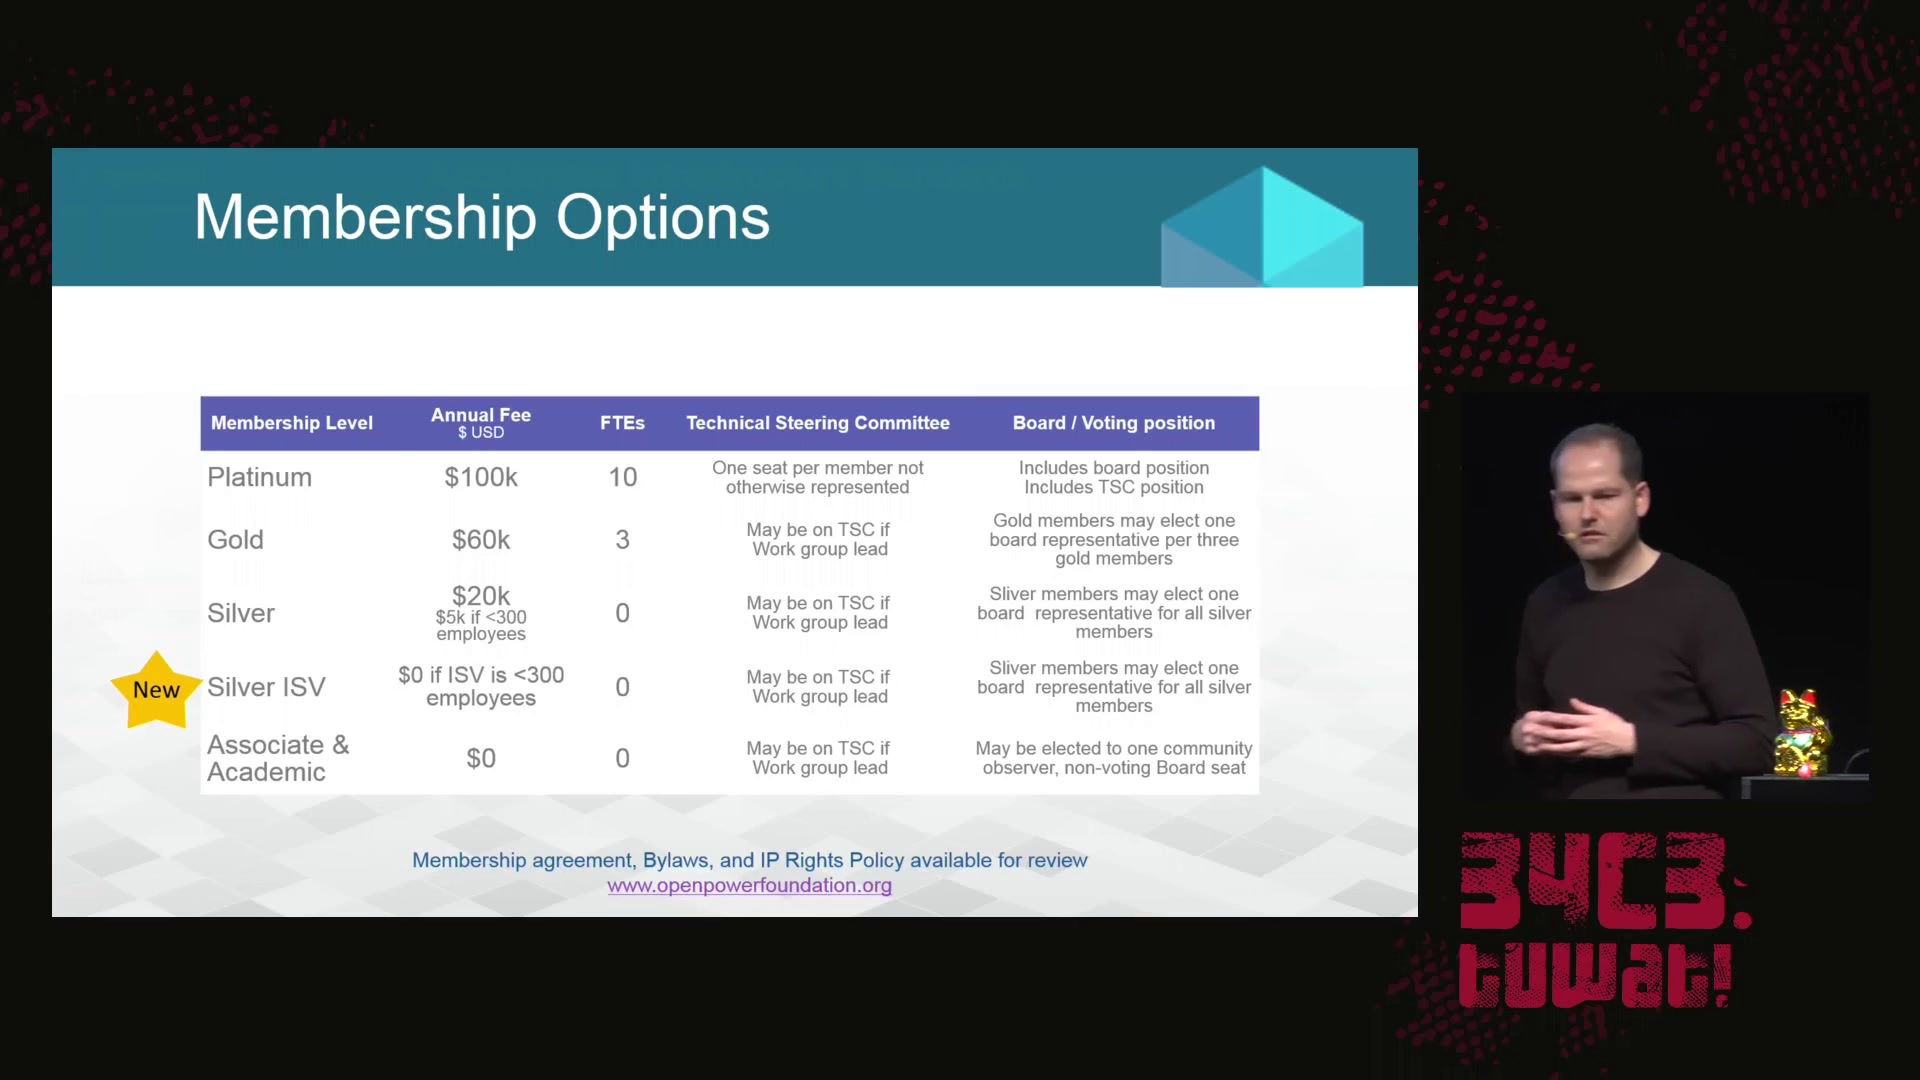 Membership Options
Membership Level
Annual Fee
$ USD
FTEs
Technical Steering Committee
Board / Voting position
Platinum
$100k
10
One seat per member not
otherwise represented
Includes board position
Includes TSC position
Gold
$60k
3
May be on TSC if
Work group lead
Gold members may elect one
board representative per three
gold members
Silver
$20k
$5k if <300
employees
0
May be on TSC if
Work group lead
Sliver members may elect one
board representative for all silver
members
New
Silver ISV
$0 if ISV is <300
employees
0
May be on TSC if
Work group lead
Sliver members may elect one
board representative for all silver
members
Associate &
Academic
$0
0
May be on TSC if
Work group lead
May be elected to one community
observer, non-voting Board seat
Membership agreement, Bylaws, and IP Rights Policy available for review
www.openpowerfoundation.org
34C3.
tuwat!